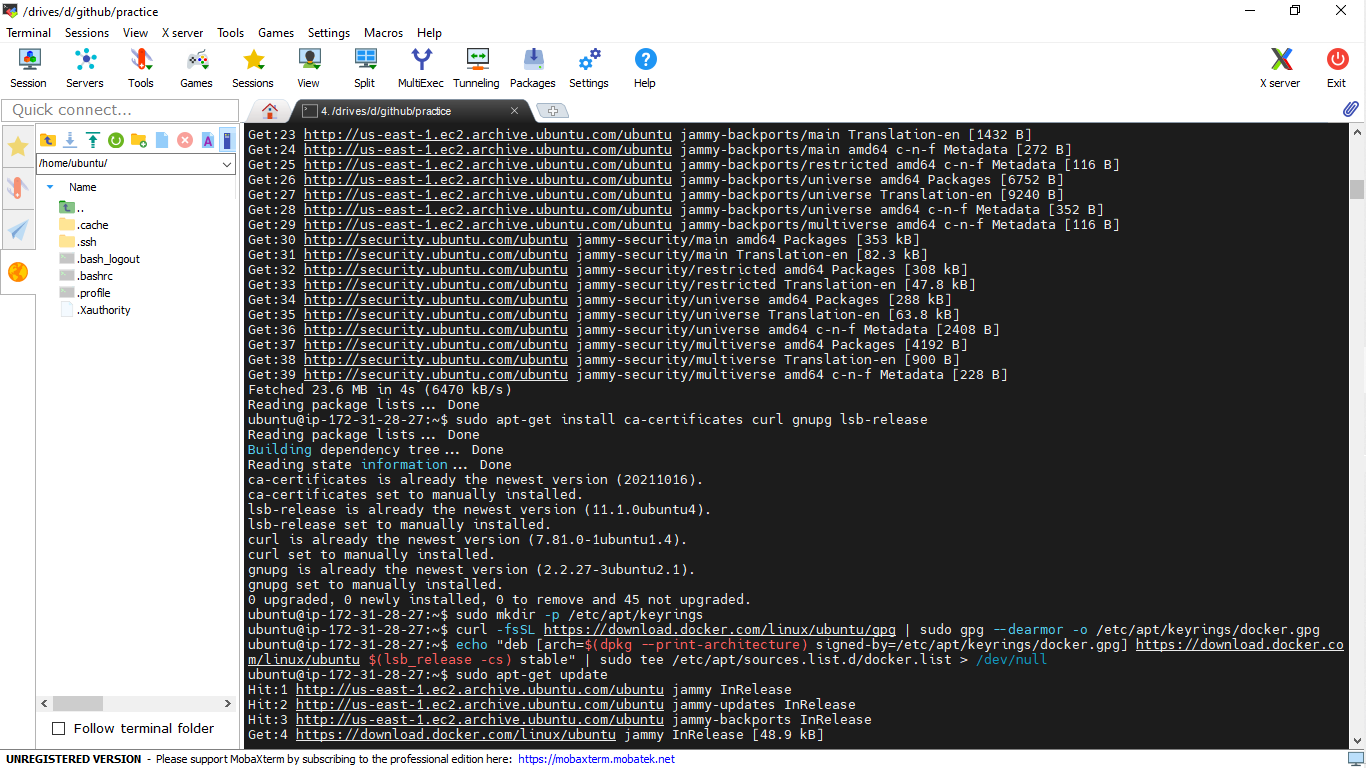 /drives/d/github/practice
Terminal Sessions View X server Tools Games Settings Macros Help
Session Servers Tools Games Sessions View Split MultiExec Tunneling Packages Settings Help X server Exit
Quick connect...
4. /drives/d/github/practice
/home/ubuntu/
Name
..
.cache
.ssh
.bash_logout
.bashrc
.profile
.Xauthority
Follow terminal folder
Get:23 http://us-east-1.ec2.archive.ubuntu.com/ubuntu jammy-backports/main Translation-en [1432 B]
Get:24 http://us-east-1.ec2.archive.ubuntu.com/ubuntu jammy-backports/main amd64 c-n-f Metadata [272 B]
Get:25 http://us-east-1.ec2.archive.ubuntu.com/ubuntu jammy-backports/restricted amd64 c-n-f Metadata [116 B]
Get:26 http://us-east-1.ec2.archive.ubuntu.com/ubuntu jammy-backports/universe amd64 Packages [6752 B]
Get:27 http://us-east-1.ec2.archive.ubuntu.com/ubuntu jammy-backports/universe Translation-en [9240 B]
Get:28 http://us-east-1.ec2.archive.ubuntu.com/ubuntu jammy-backports/universe amd64 c-n-f Metadata [352 B]
Get:29 http://us-east-1.ec2.archive.ubuntu.com/ubuntu jammy-backports/multiverse amd64 c-n-f Metadata [116 B]
Get:30 http://security.ubuntu.com/ubuntu jammy-security/main amd64 Packages [353 kB]
Get:31 http://security.ubuntu.com/ubuntu jammy-security/main Translation-en [82.3 kB]
Get:32 http://security.ubuntu.com/ubuntu jammy-security/restricted amd64 Packages [308 kB]
Get:33 http://security.ubuntu.com/ubuntu jammy-security/restricted Translation-en [47.8 kB]
Get:34 http://security.ubuntu.com/ubuntu jammy-security/universe amd64 Packages [288 kB]
Get:35 http://security.ubuntu.com/ubuntu jammy-security/universe Translation-en [63.8 kB]
Get:36 http://security.ubuntu.com/ubuntu jammy-security/universe amd64 c-n-f Metadata [2408 B]
Get:37 http://security.ubuntu.com/ubuntu jammy-security/multiverse amd64 Packages [4192 B]
Get:38 http://security.ubuntu.com/ubuntu jammy-security/multiverse Translation-en [900 B]
Get:39 http://security.ubuntu.com/ubuntu jammy-security/multiverse amd64 c-n-f Metadata [228 B]
Fetched 23.6 MB in 4s (6470 kB/s)
Reading package lists... Done
ubuntu@ip-172-31-28-27:~$ sudo apt-get install ca-certificates curl gnupg lsb-release
Reading package lists... Done
Building dependency tree... Done
Reading state information... Done
ca-certificates is already the newest version (20211016).
ca-certificates set to manually installed.
lsb-release is already the newest version (11.1.0ubuntu4).
lsb-release set to manually installed.
curl is already the newest version (7.81.0-1ubuntu1.4).
curl set to manually installed.
gnupg is already the newest version (2.2.27-3ubuntu2.1).
gnupg set to manually installed.
0 upgraded, 0 newly installed, 0 to remove and 45 not upgraded.
ubuntu@ip-172-31-28-27:~$ sudo mkdir -p /etc/apt/keyrings
ubuntu@ip-172-31-28-27:~$ curl -fsSL https://download.docker.com/linux/ubuntu/gpg | sudo gpg --dearmor -o /etc/apt/keyrings/docker.gpg
ubuntu@ip-172-31-28-27:~$ echo "deb [arch=$(dpkg --print-architecture) signed-by=/etc/apt/keyrings/docker.gpg] https://download.docker.co
m/linux/ubuntu $(lsb_release -cs) stable" | sudo tee /etc/apt/sources.list.d/docker.list > /dev/null
ubuntu@ip-172-31-28-27:~$ sudo apt-get update
Hit:1 http://us-east-1.ec2.archive.ubuntu.com/ubuntu jammy InRelease
Hit:2 http://us-east-1.ec2.archive.ubuntu.com/ubuntu jammy-updates InRelease
Hit:3 http://us-east-1.ec2.archive.ubuntu.com/ubuntu jammy-backports InRelease
Get:4 https://download.docker.com/linux/ubuntu jammy InRelease [48.9 kB]
UNREGISTERED VERSION - Please support MobaXterm by subscribing to the professional edition here: https://mobaxterm.mobatek.net